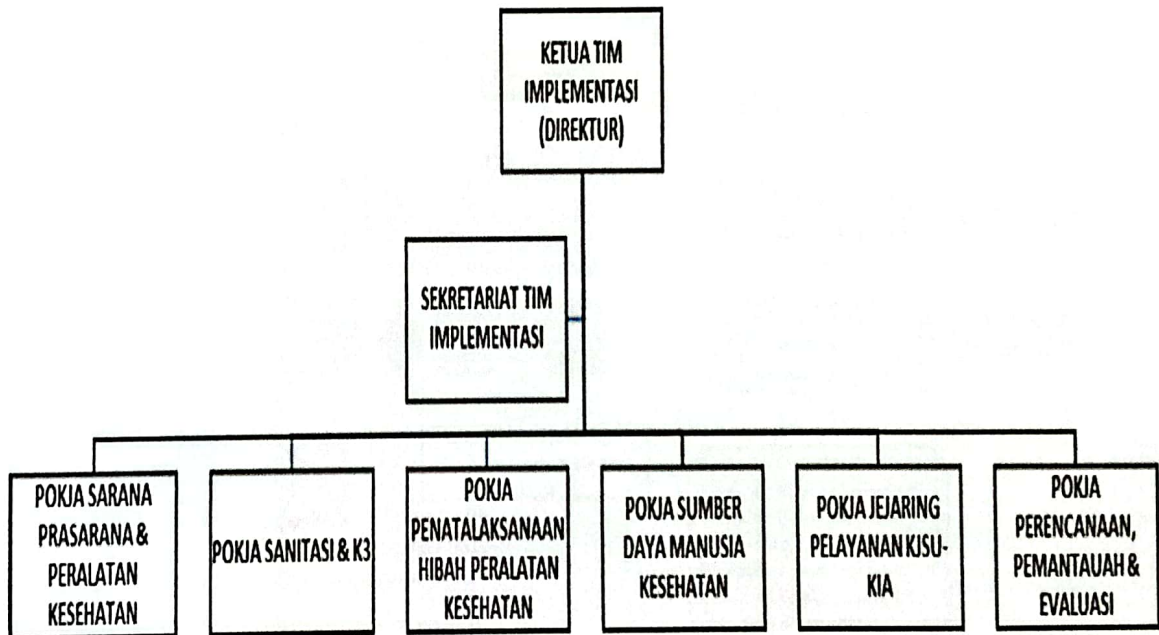 KETUA TIM
IMPLEMENTASI
(DIREKTUR)
SEKRETARIAT TIM
IMPLEMENTASI
POKJA SARANA
PRASARANA &
PERALATAN
KESEHATAN
POKJA SANITASI & K3
POKJA
PENATALAKSANAAN
HIBAH PERALATAN
KESEHATAN
POKJA SUMBER
DAYA MANUSIA
KESEHATAN
POKJA JEJARING
PELAYANAN KJSU-
KIA
POKJA
PERENCANAAN,
PEMANTAUAH &
EVALUASI